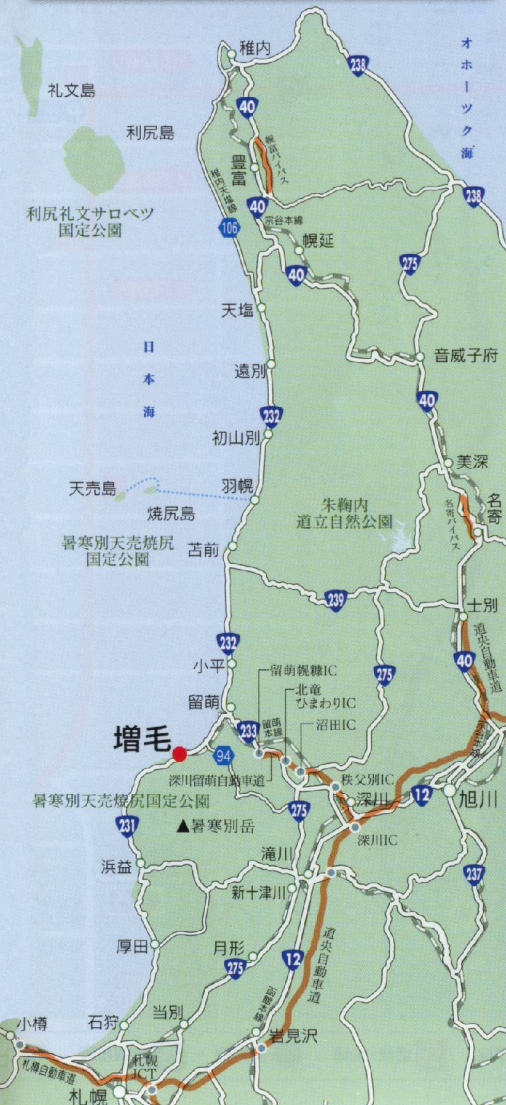 稚内
オホーツク海
238
礼文島
40
利尻島
豊富
幌富バイパス
稚内天塩線
利尻礼文サロベツ
国定公園
40
宗谷本線
238
106
幌延
275
40
天塩
日本海
音威子府
遠別
40
232
初山別
美深
天売島
羽幌
焼尻島
朱鞠内
道立自然公園
名寄バイパス
名寄
暑寒別天売焼尻
国定公園
苫前
239
士別
232
道央自動車道
40
小平
留萌幌糠IC
275
留萌
北竜
ひまわりIC
233
留萌本線
沼田IC
増毛
94
深川留萌自動車道
秩父別IC
暑寒別天売焼尻国定公園
275
深川
12
旭川
231
▲暑寒別岳
深川IC
浜益
滝川
237
新十津川
厚田
月形
275
12
道央自動車道
函館本線
小樽
石狩
当別
岩見沢
札幌自動車道
札幌
JCT
札幌